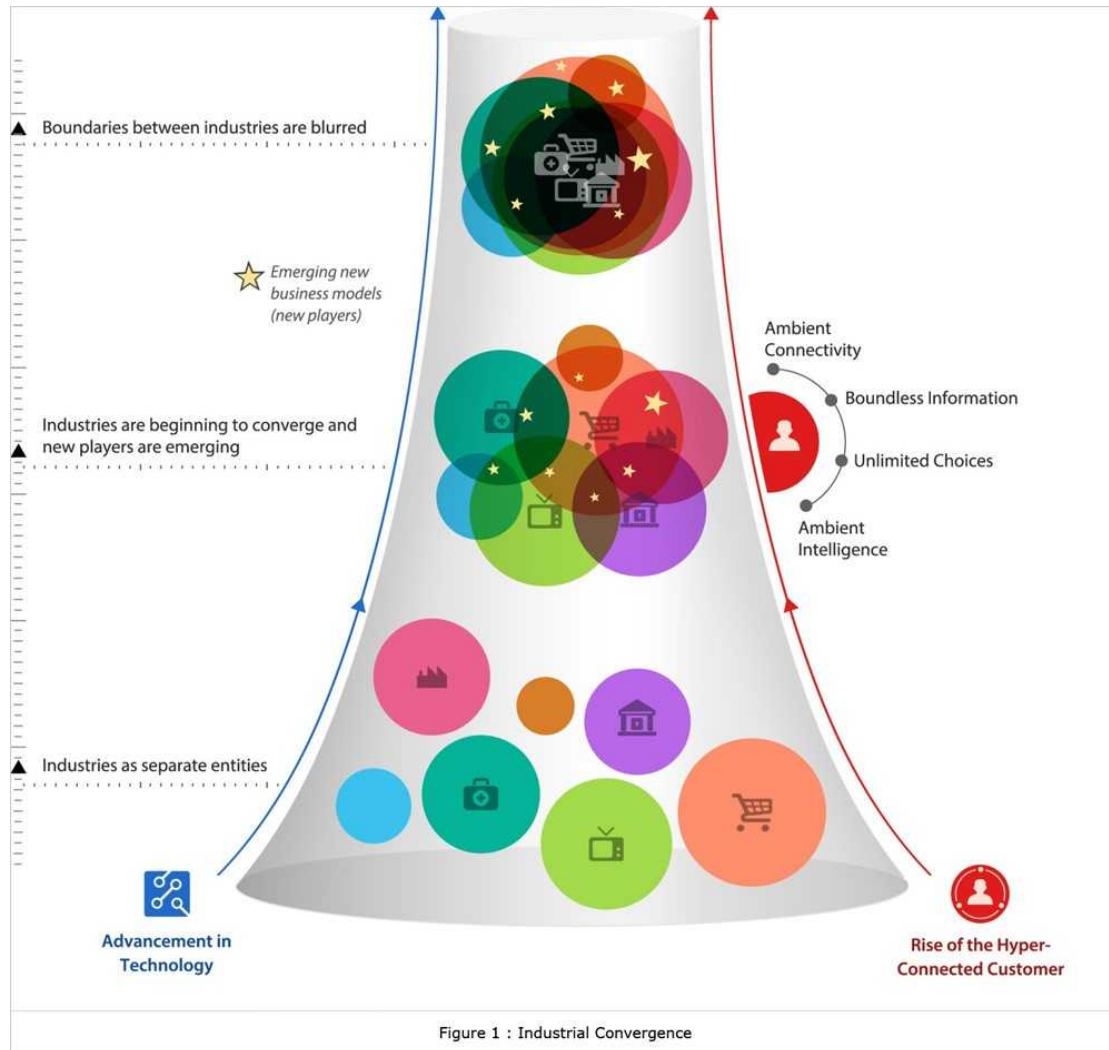 Boundaries between industries are blurred
Emerging new
business models
(new players)
Ambient
Connectivity
Boundless Information
Industries are beginning to converge and
new players are emerging
Unlimited Choices
Ambient
Intelligence
Industries as separate entities
Advancement in
Technology
Rise of the Hyper-
Connected Customer
Figure 1 : Industrial Convergence